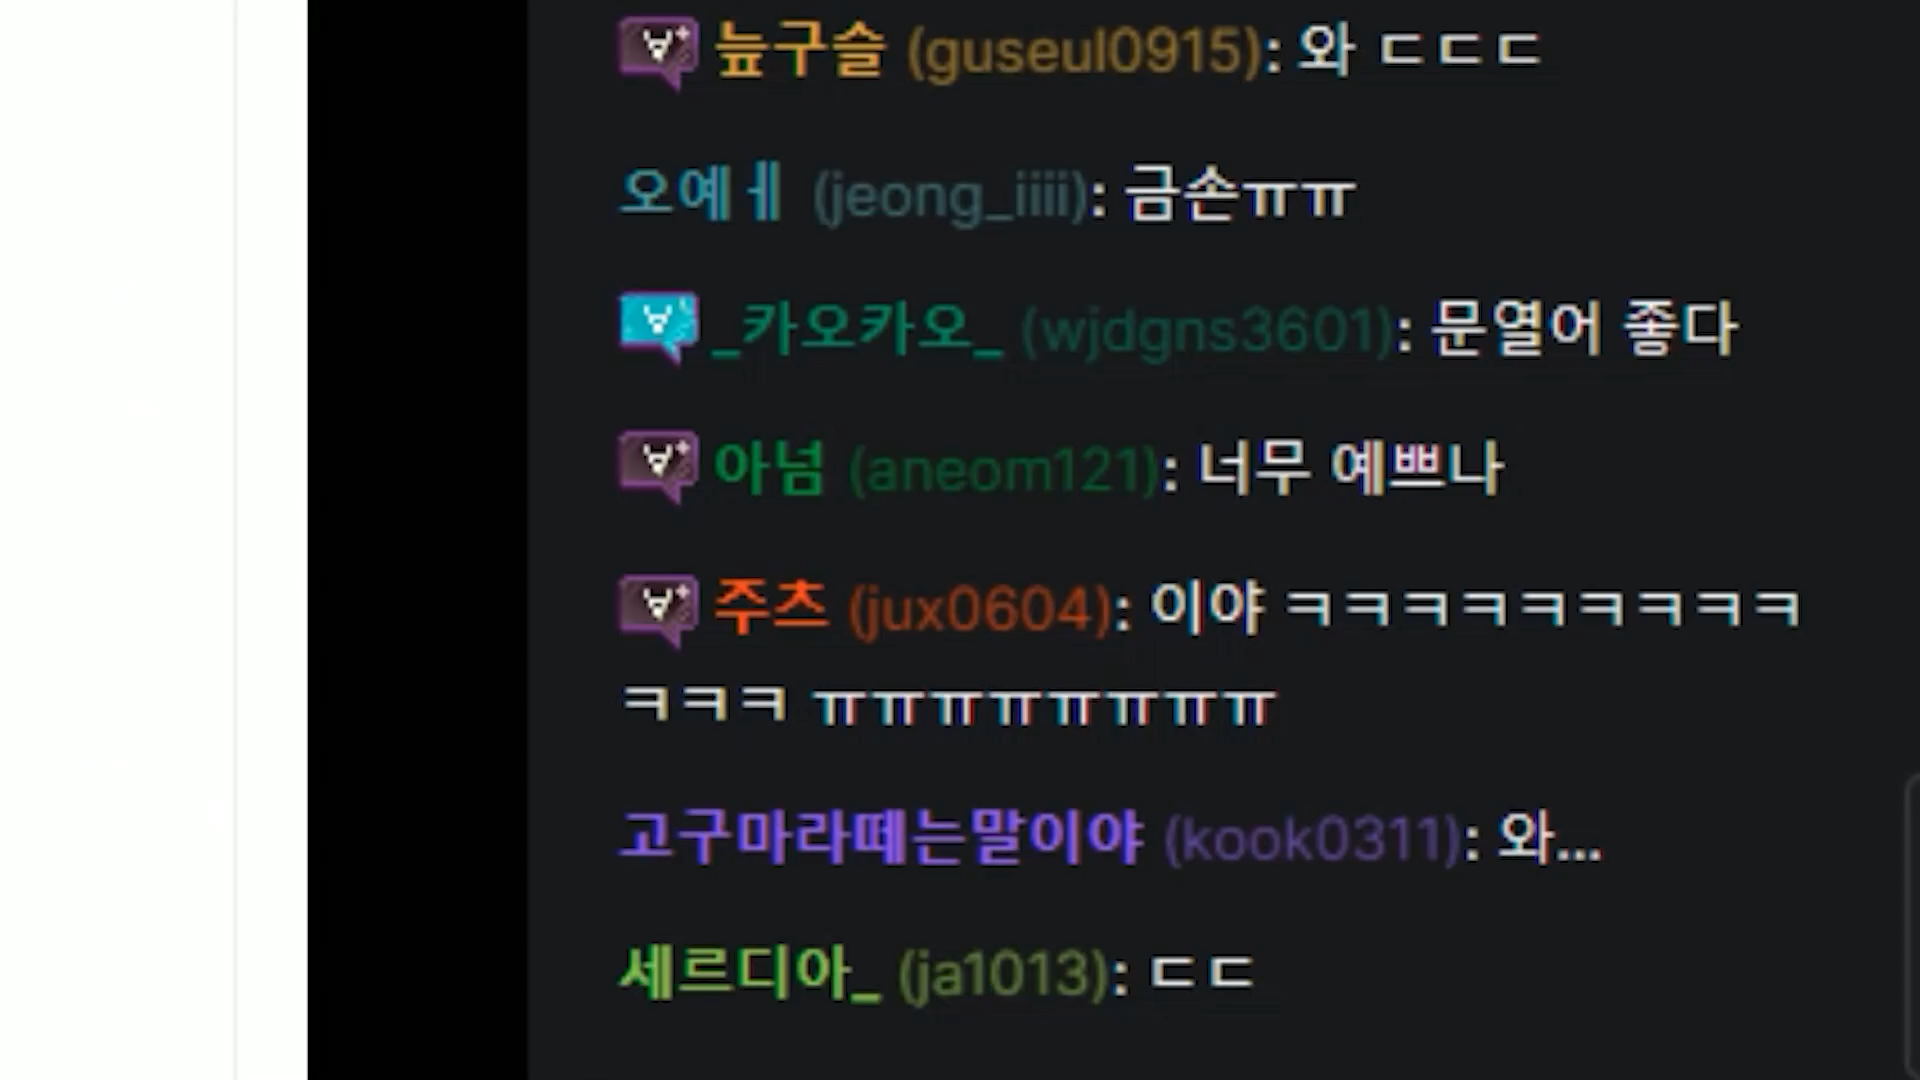 늪구슬 (guseul0915): 와 ㄷㄷㄷ
오예ㅔ (jeong_iiii): 금손ㅠㅠ
_카오카오_ (wjdgns3601): 문열어 좋다
아넘 (aneom121): 너무 예쁘나
주츠 (jux0604): 이야 ㅋㅋㅋㅋㅋㅋㅋㅋㅋ
ㅋㅋㅋ ㅠㅠㅠㅠㅠㅠㅠㅠ
고구마라떼는말이야 (kook0311): 와...
세르디아_ (ja1013): ㄷㄷ